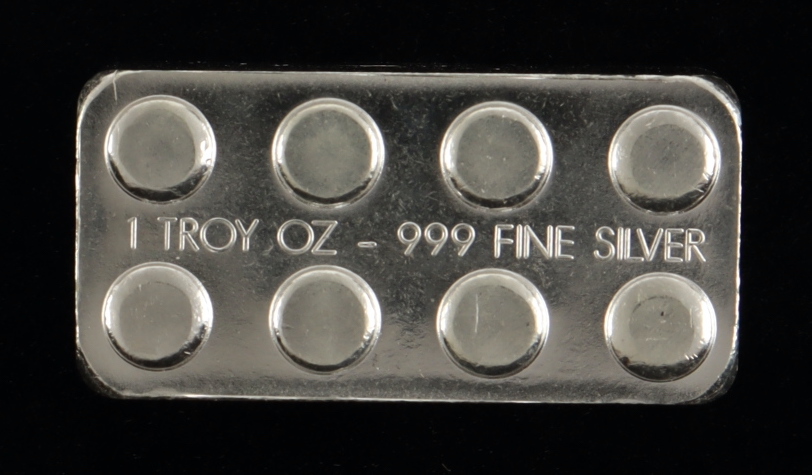 1 TROY OZ - 999 FINE SILVER